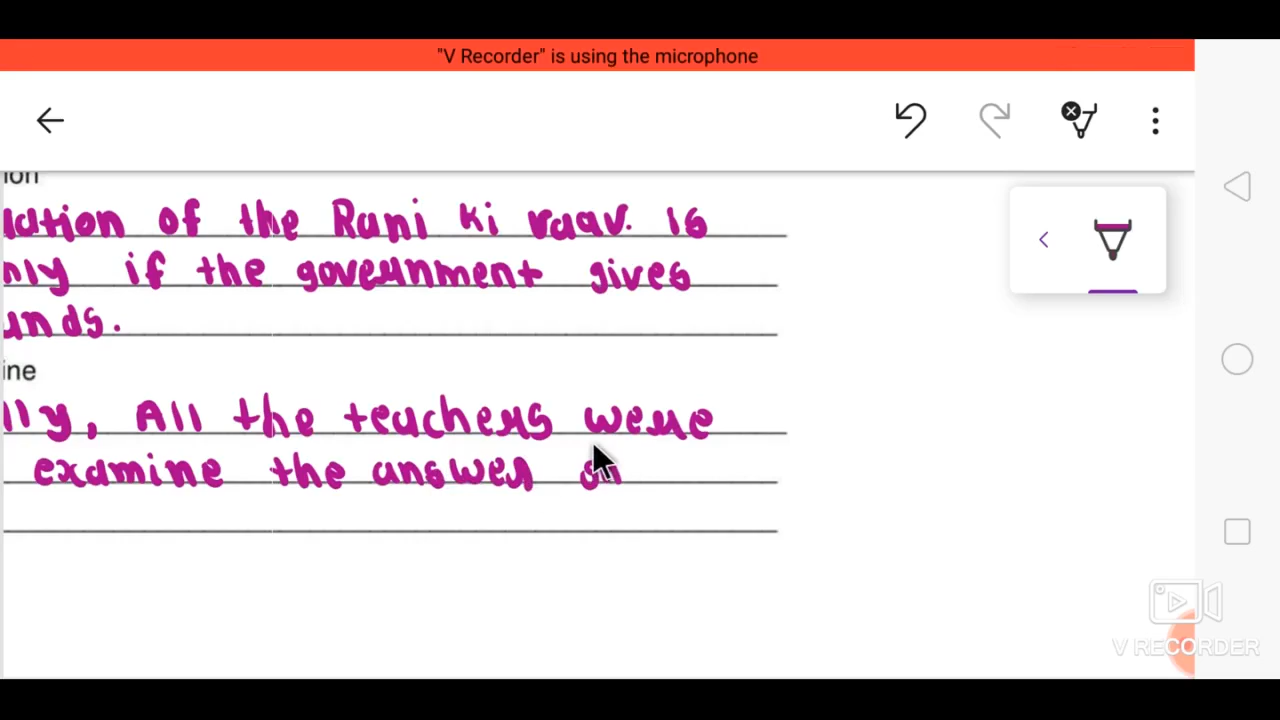 "V Recorder" is using the microphone
ion
dation of the Rani ki vaav. is
nly if the government gives
unds.
ine
lly, All the teachers were
examine the answer
V RECORDER